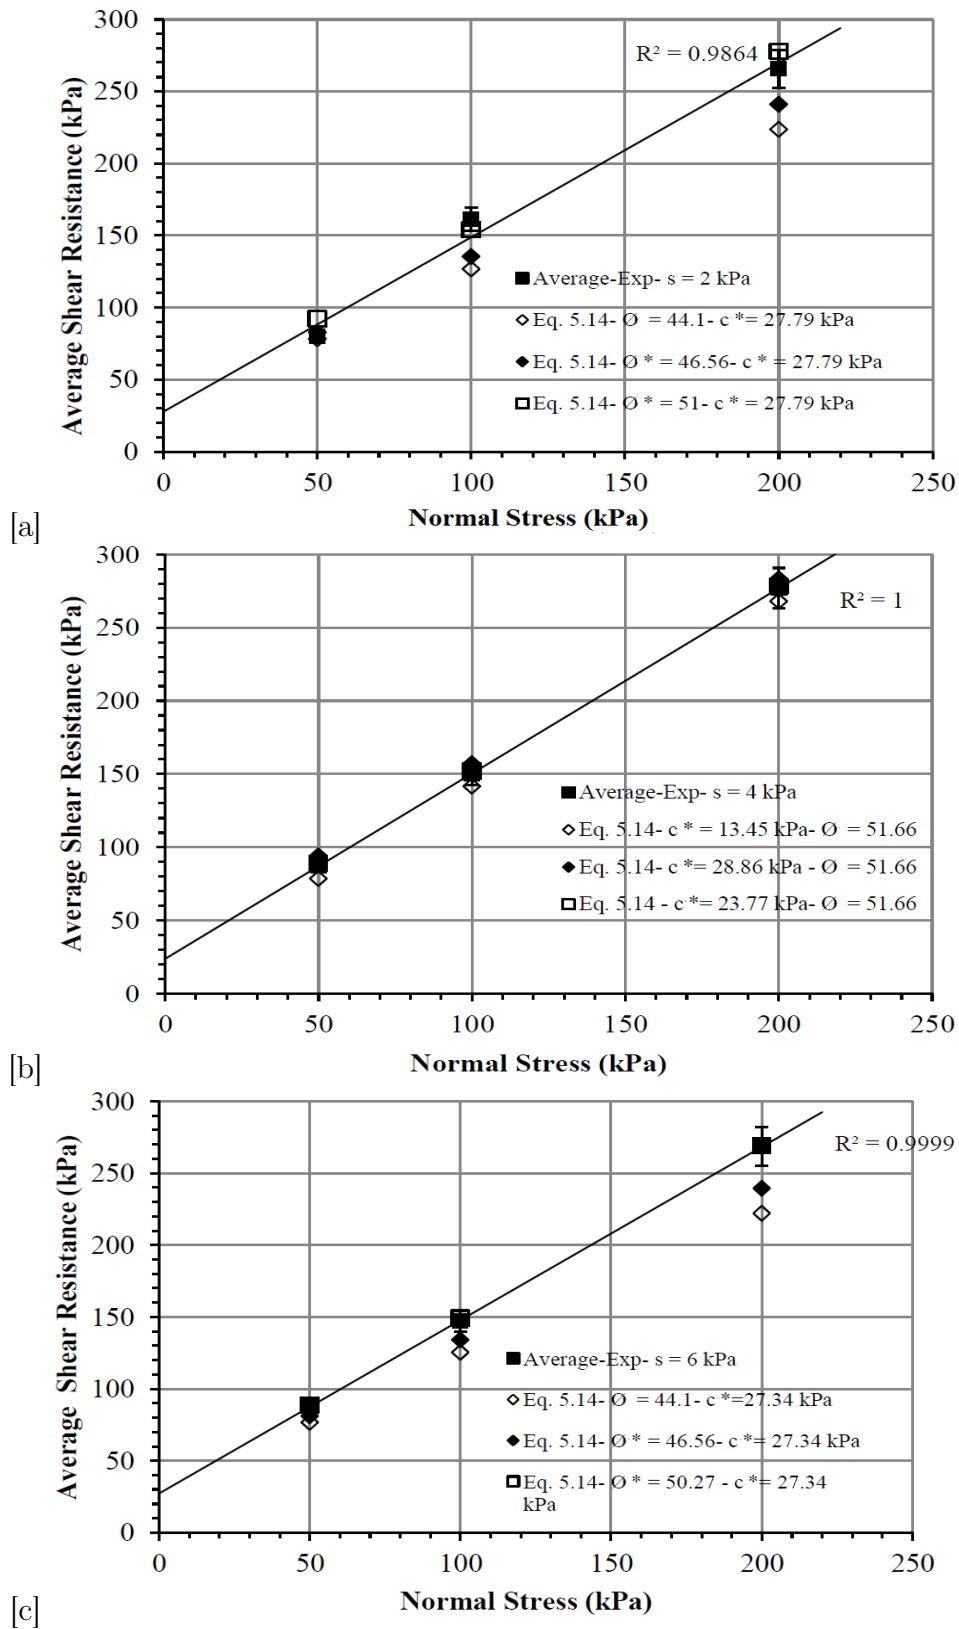 300
R² = 0.9864
250
200
150
Average-Exp- s = 2 kPa
100
Eq. 5.14- Ø = 44.1- c *= 27.79 kPa
Eq. 5.14- Ø * = 46.56- c * = 27.79 kPa
50
Eq. 5.14- Ø * = 51- c * = 27.79 kPa
0
0 50 100 150 200 250
Average Shear Resistance (kPa)
Normal Stress (kPa)
[a]
300
R² = 1
250
200
150
Average-Exp- s = 4 kPa
Eq. 5.14- c * = 13.45 kPa- Ø = 51.66
100
Eq. 5.14- c *= 28.86 kPa - Ø = 51.66
Eq. 5.14 - c *= 23.77 kPa- Ø = 51.66
50
0
0 50 100 150 200 250
Average Shear Resistance (kPa)
Normal Stress (kPa)
[b]
300
R² = 0.9999
250
200
150
Average-Exp- s = 6 kPa
100
Eq. 5.14- Ø = 44.1- c *=27.34 kPa
Eq. 5.14- Ø * = 46.56- c *= 27.34 kPa
50
Eq. 5.14- Ø * = 50.27 - c *= 27.34
kPa
0
0 50 100 150 200 250
Average Shear Resistance (kPa)
Normal Stress (kPa)
[c]